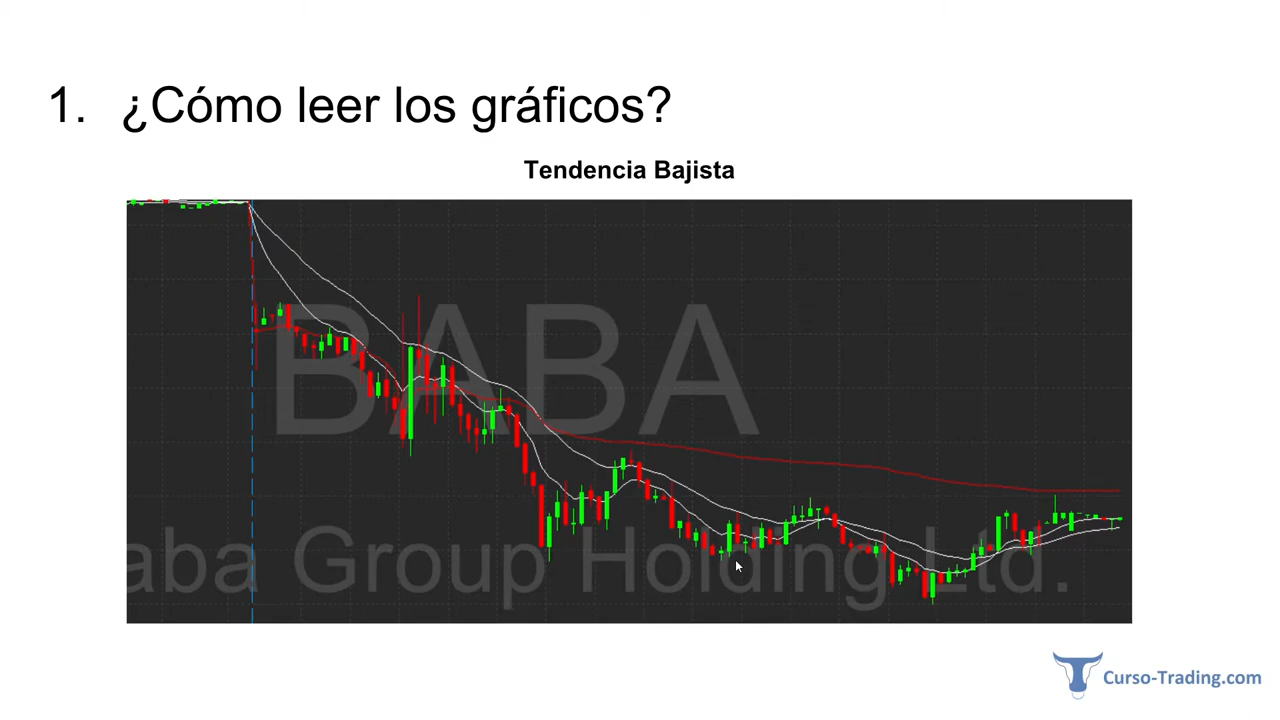 1. ¿Cómo leer los gráficos?
Tendencia Bajista
BABA
aba Group Holding Ltd.
Curso-Trading.com